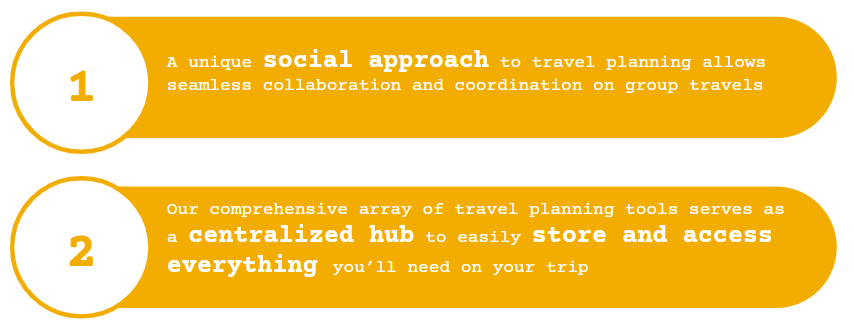 1
A unique social approach to travel planning allows
seamless collaboration and coordination on group travels
2
Our comprehensive array of travel planning tools serves as
a centralized hub to easily store and access
everything you’ll need on your trip